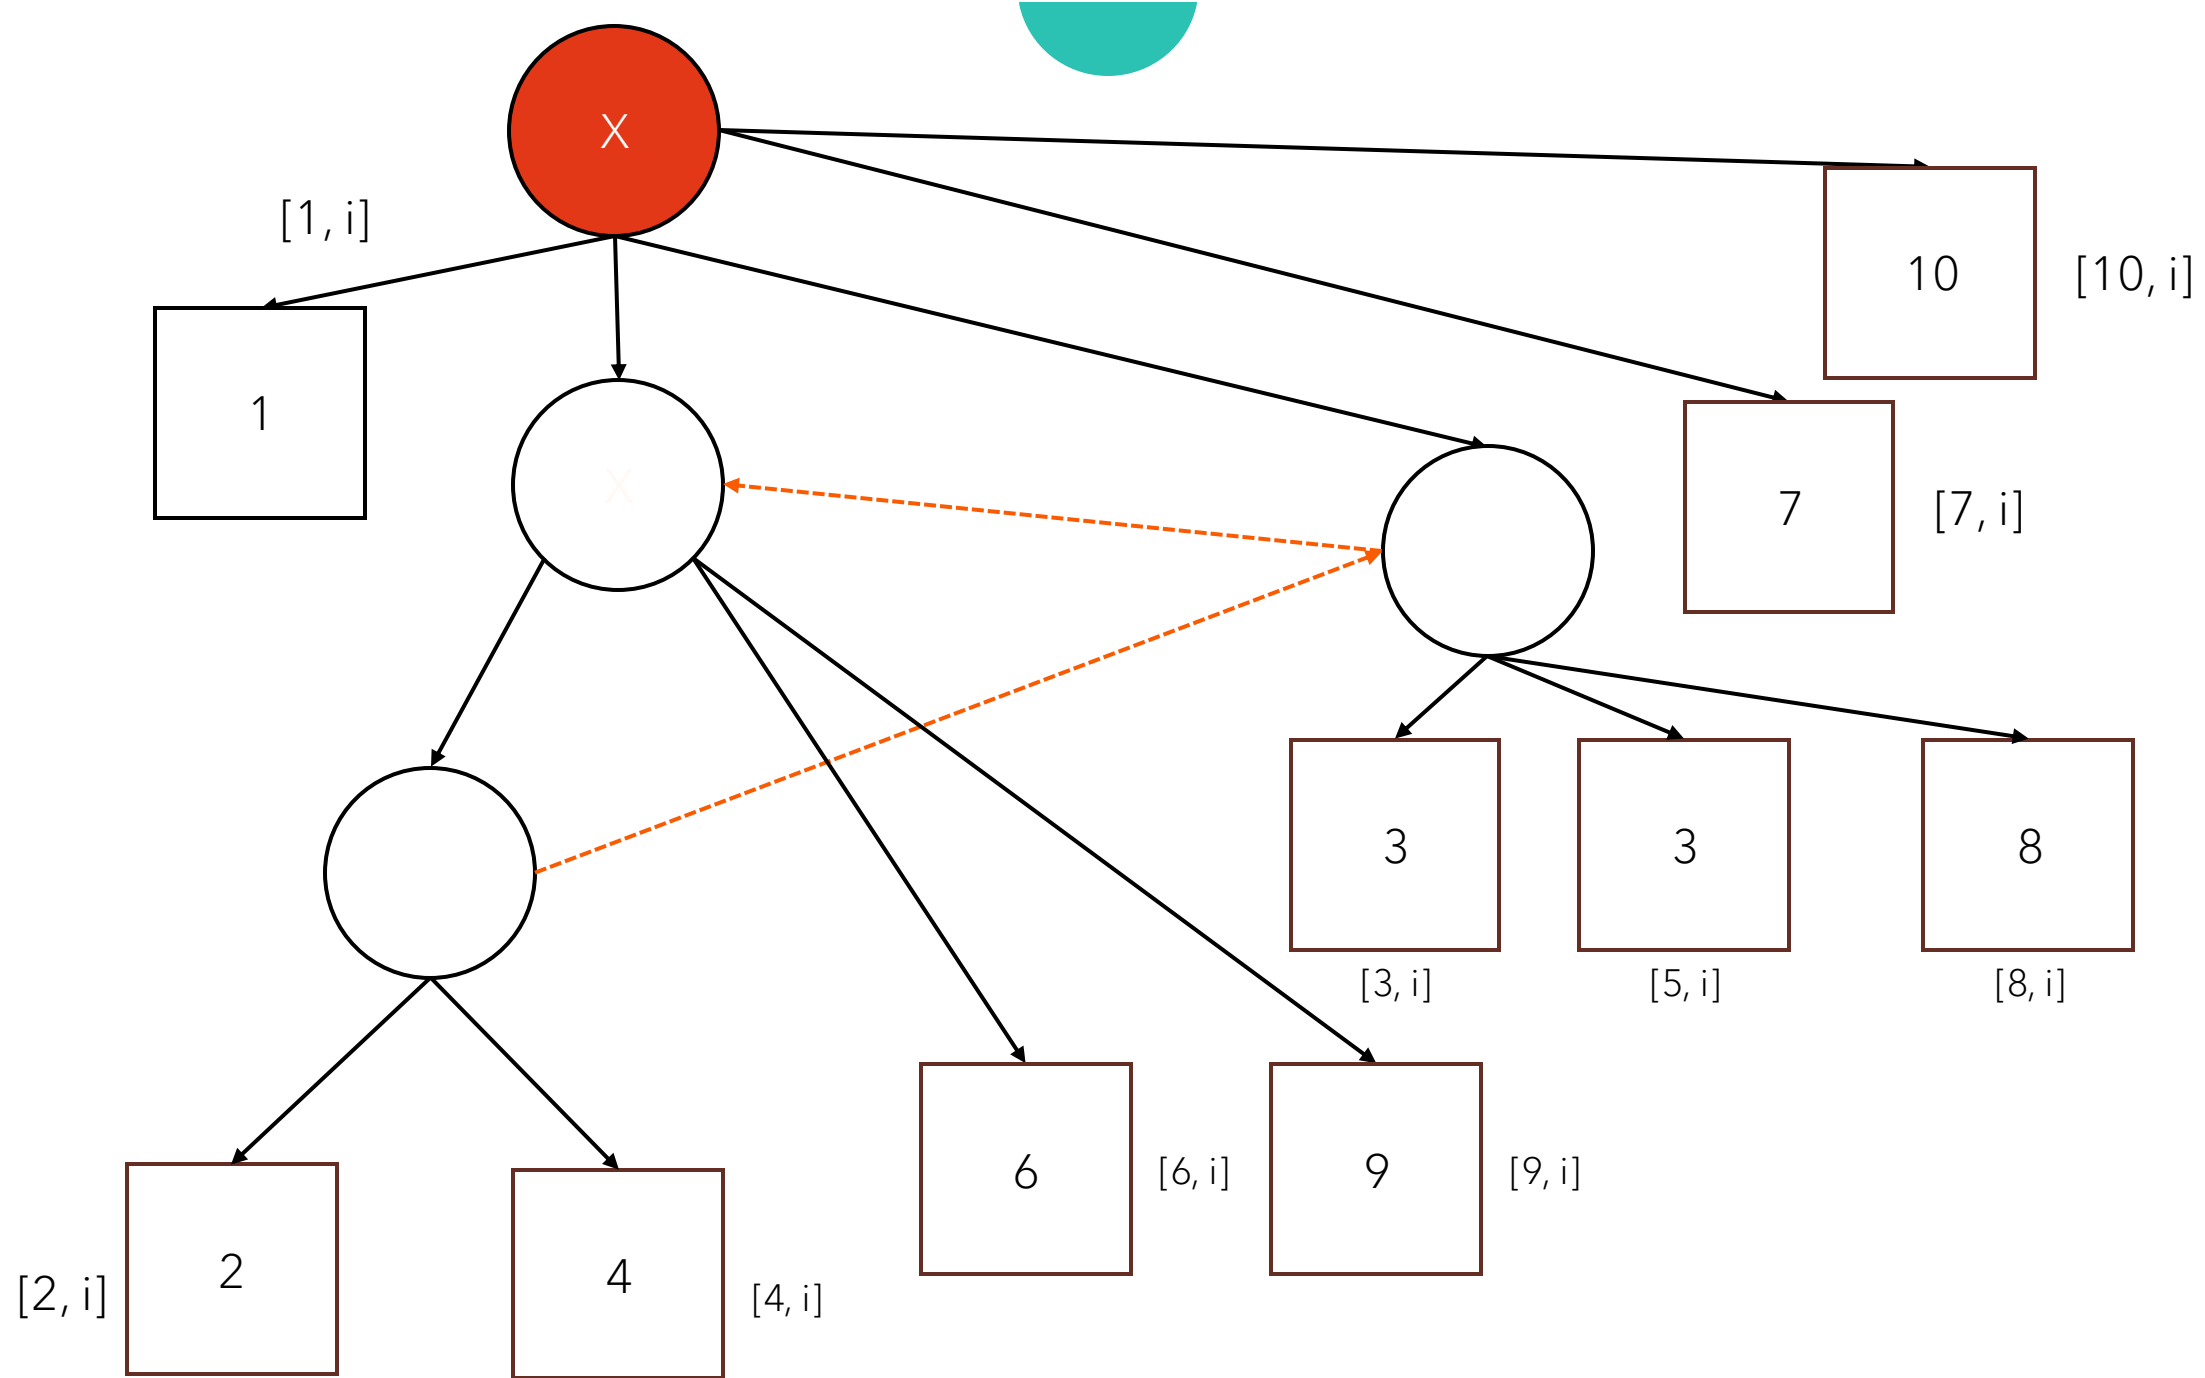 X
[1, i]
10
[10, i]
1
X
7
[7, i]
3
3
8
[3, i]
[5, i]
[8, i]
6
[6, i]
9
[9, i]
2
[2, i]
4
[4, i]